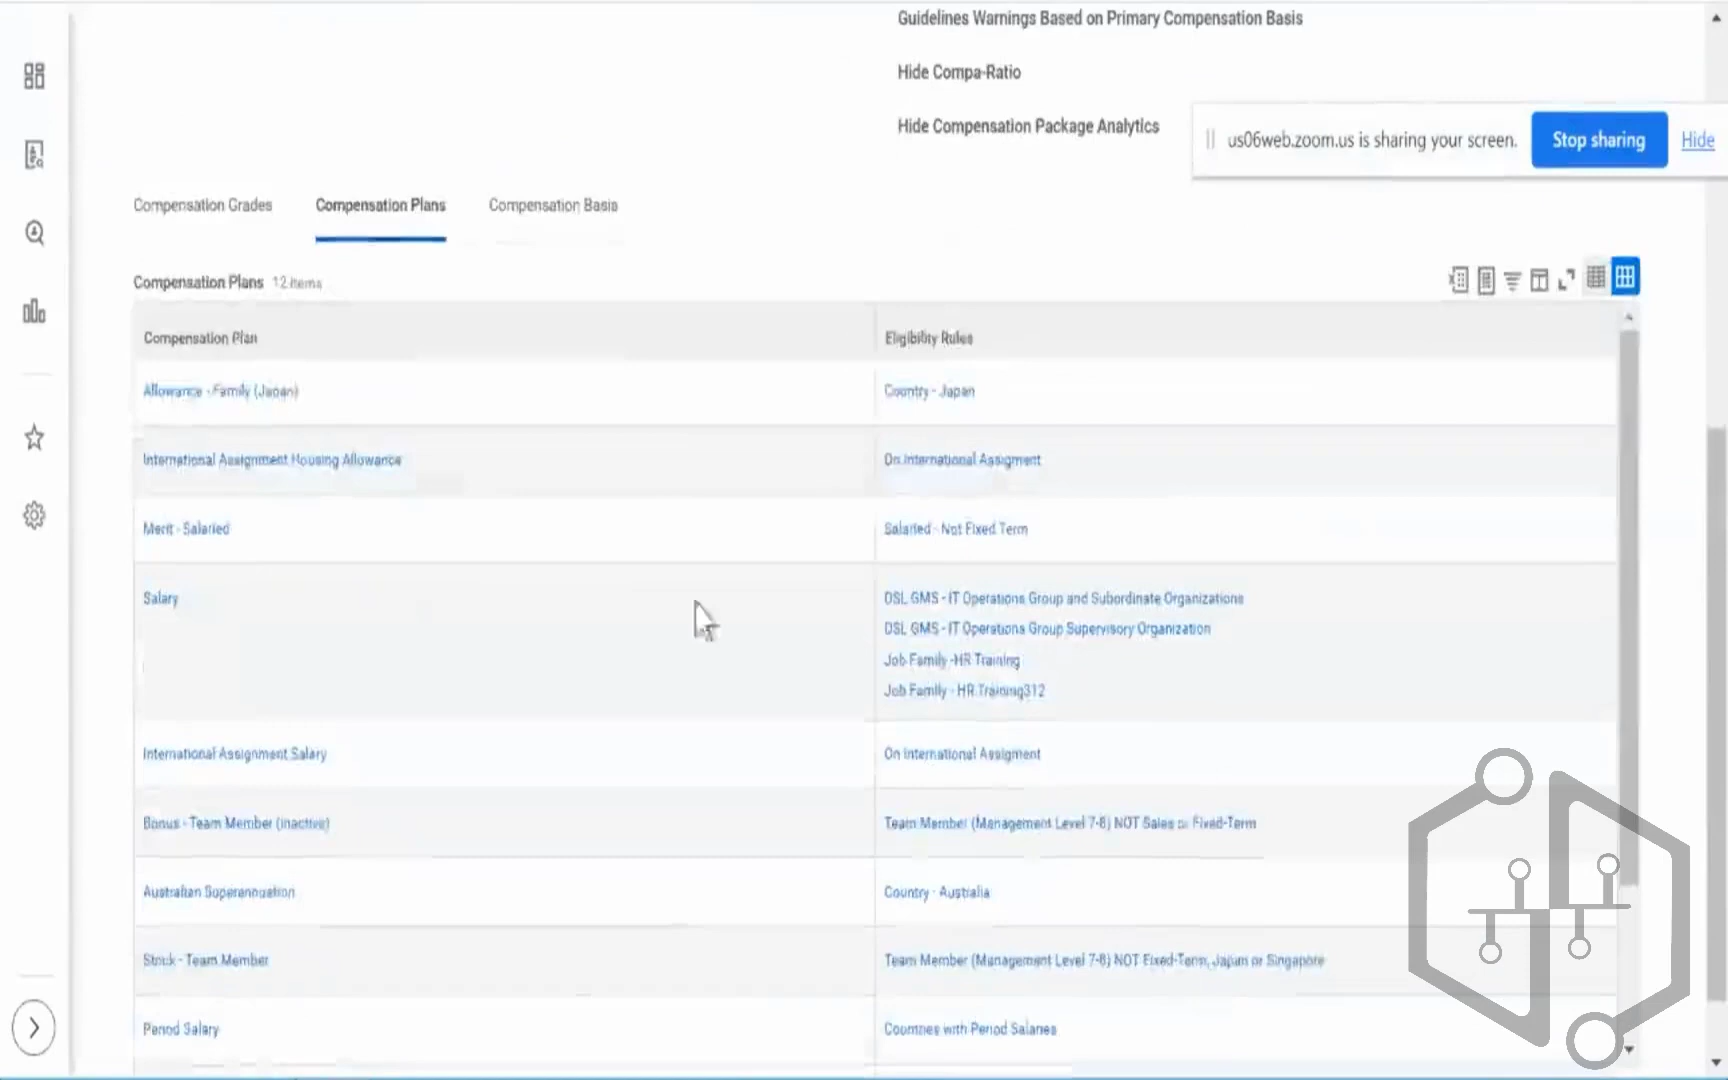 Guidelines Warnings Based on Primary Compensation Basis
Hide Compa-Ratio
Hide Compensation Package Analytics
us06web.zoom.us is sharing your screen.
Stop sharing
Hide
Compensation Grades
Compensation Plans
Compensation Basis
Compensation Plans 12 items
Compensation Plan
Eligibility Rules
Allowance - Family (Japan)
Country - Japan
International Assignment Housing Allowance
On International Assigment
Merit - Salaried
Salaried - Not Fixed Term
Salary
DSL GMS - IT Operations Group and Subordinate Organizations
DSL GMS - IT Operations Group Supervisory Organization
Job Family -HR Training
Job Family - HR Training312
International Assignment Salary
On International Assigment
Bonus - Team Member (inactive)
Team Member (Management Level 7-8) NOT Sales or Fixed-Term
Australian Superannuation
Country - Australia
Stock - Team Member
Team Member (Management Level 7-8) NOT Fixed-Term, Japan or Singapore
Period Salary
Countries with Period Salaries